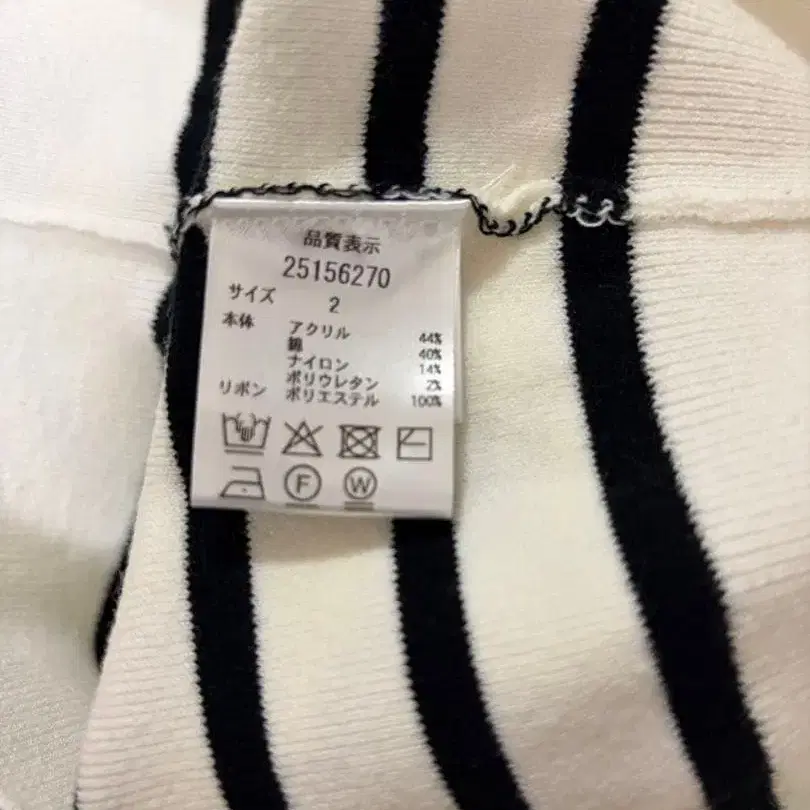 品質表示
25156270
サイズ 2
本体 アクリル 44%
綿 40%
ナイロン 14%
ポリウレタン 2%
リボン ポリエステル 100%
F W